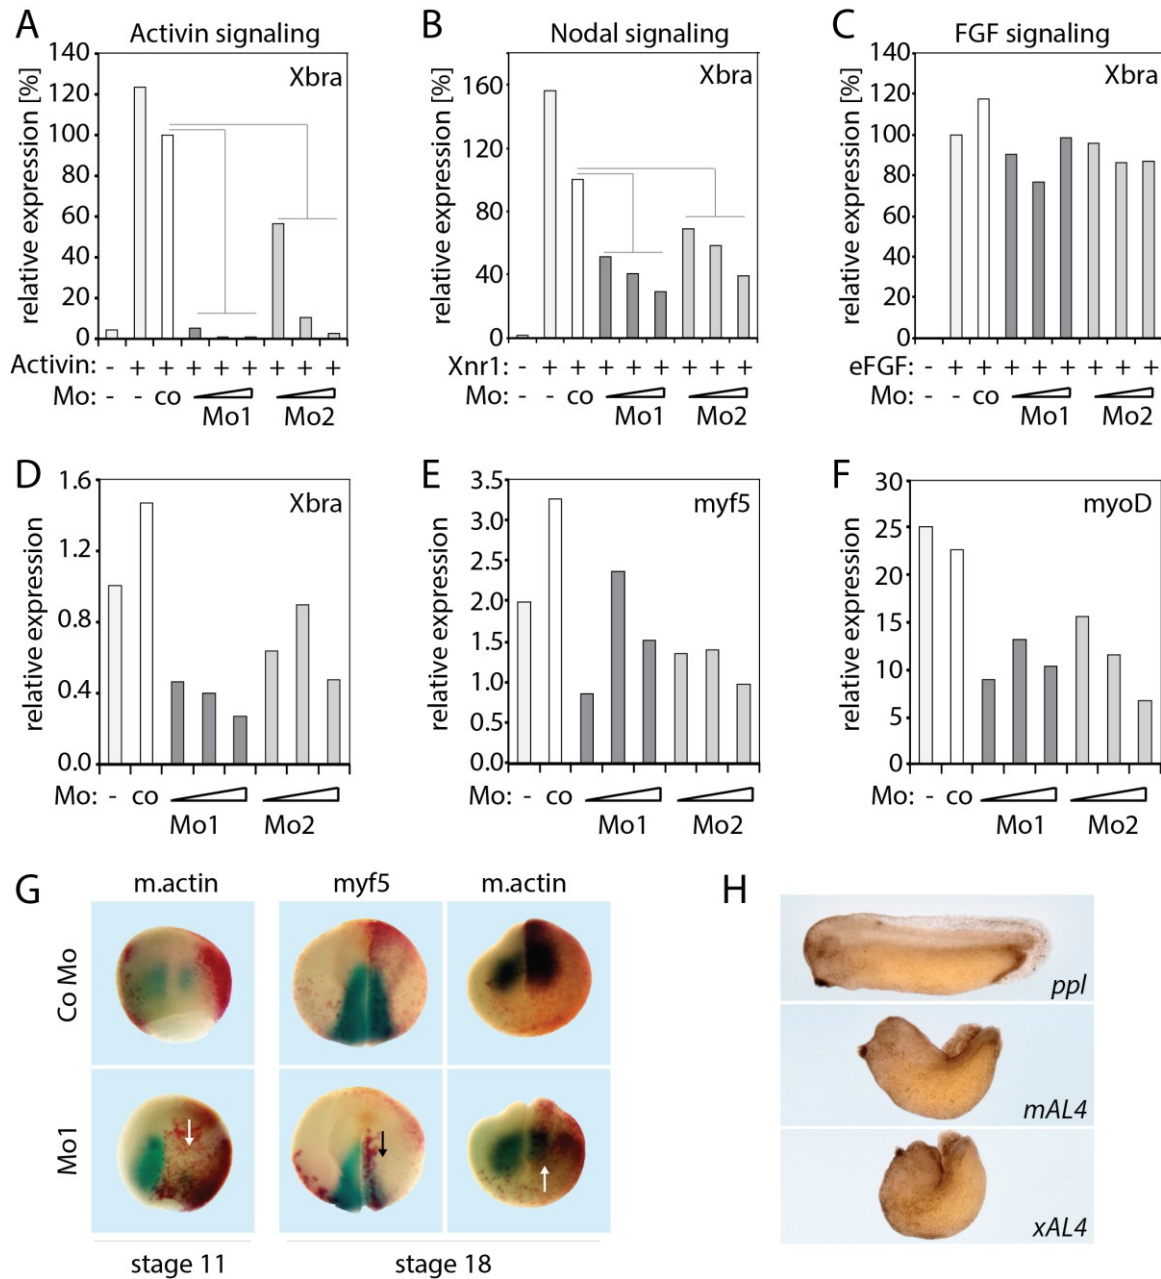 A Activin signaling
relative expression [%]
140
120
100
80
60
40
20
0
Xbra
Activin: - + + + + + + + +
Mo: - - co
Mo1 Mo2
B Nodal signaling
relative expression [%]
160
120
80
40
0
Xbra
Xnr1: - + + + + + + + +
Mo: - - co
Mo1 Mo2
C FGF signaling
relative expression [%]
140
120
100
80
60
40
20
0
Xbra
eFGF: - + + + + + + + +
Mo: - - co
Mo1 Mo2
D
relative expression
1.6
1.2
0.8
0.4
0.0
Xbra
Mo: - co
Mo1 Mo2
E
relative expression
3.5
3.0
2.5
2.0
1.5
1.0
0.5
0.0
myf5
Mo: - co
Mo1 Mo2
F
relative expression
30
25
20
15
10
5
0
myoD
Mo: - co
Mo1 Mo2
G m.actin myf5 m.actin
Co Mo
Mo1
stage 11 stage 18
H
ppl
mAL4
xAL4